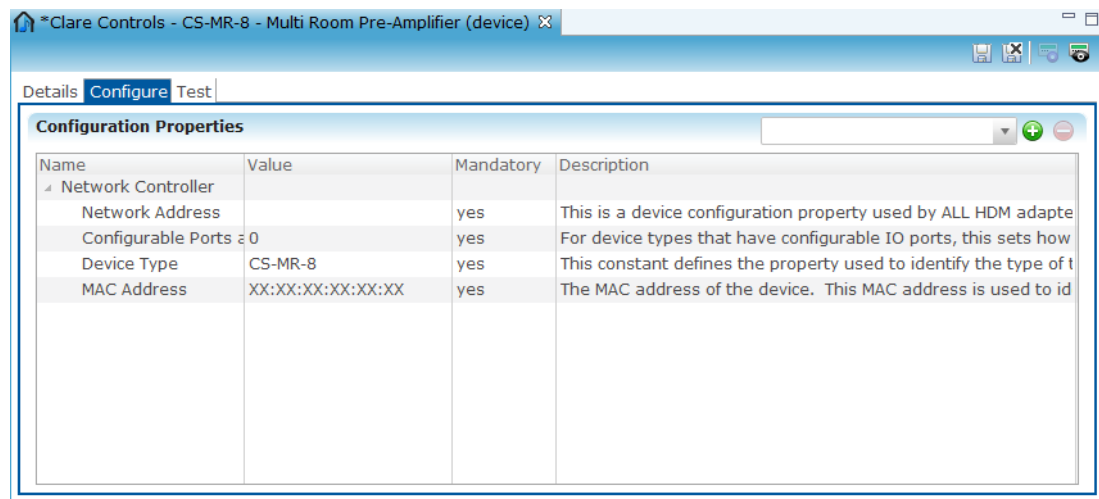 *Clare Controls - CS-MR-8 - Multi Room Pre-Amplifier (device)
Details Configure Test
Configuration Properties
Name Value Mandatory Description
Network Controller
Network Address yes This is a device configuration property used by ALL HDM adapte
Configurable Ports a 0 yes For device types that have configurable IO ports, this sets how
Device Type CS-MR-8 yes This constant defines the property used to identify the type of t
MAC Address XX:XX:XX:XX:XX:XX yes The MAC address of the device. This MAC address is used to id